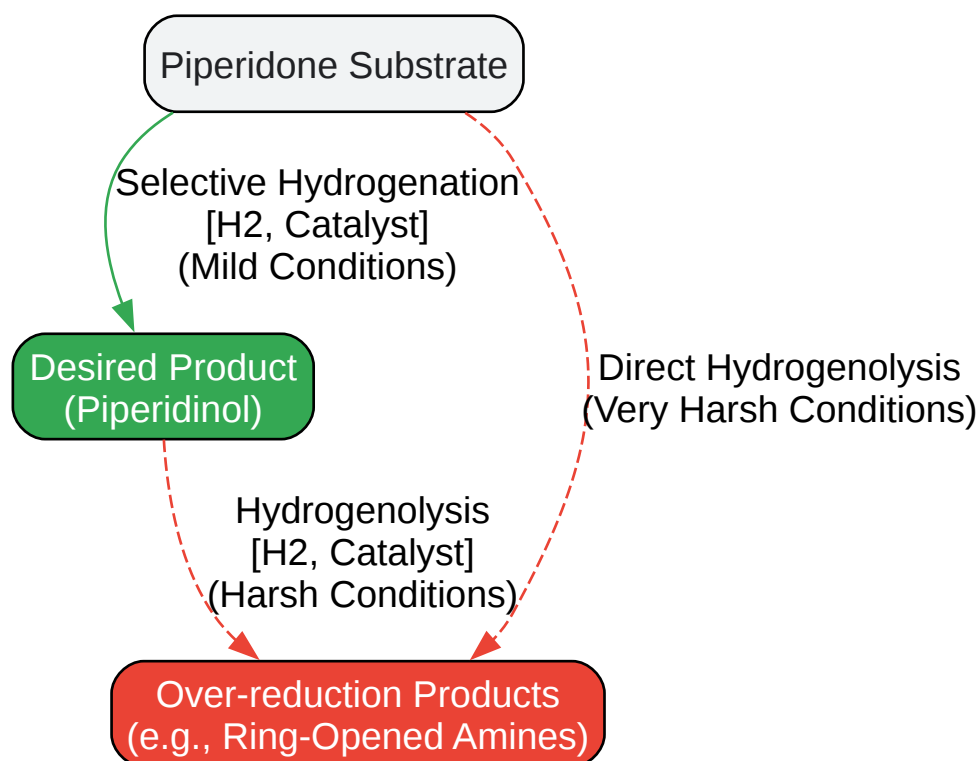 Piperidone Substrate
Selective Hydrogenation
[H2, Catalyst]
(Mild Conditions)
Desired Product
(Piperidinol)
Direct Hydrogenolysis
(Very Harsh Conditions)
Hydrogenolysis
[H2, Catalyst]
(Harsh Conditions)
Over-reduction Products
(e.g., Ring-Opened Amines)